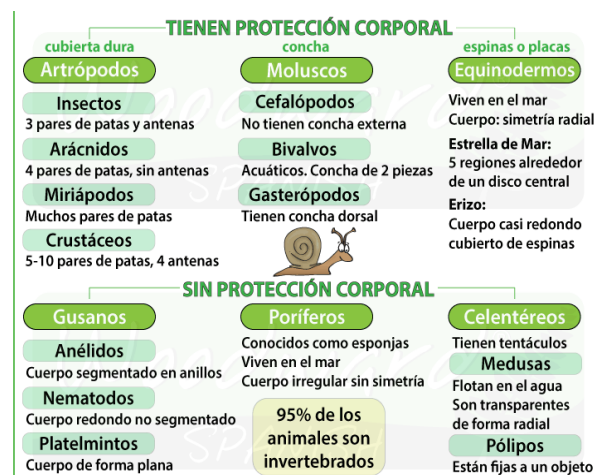 TIENEN PROTECCIÓN CORPORAL
cubierta dura
Artrópodos
Insectos
3 pares de patas y antenas
Arácnidos
4 pares de patas, sin antenas
Miriápodos
Muchos pares de patas
Crustáceos
5-10 pares de patas, 4 antenas
concha
Moluscos
Cefalópodos
No tienen concha externa
Bivalvos
Acuáticos. Concha de 2 piezas
Gasterópodos
Tienen concha dorsal
espinas o placas
Equinodermos
Viven en el mar
Cuerpo: simetría radial
Estrella de Mar:
5 regiones alrededor
de un disco central
Erizo:
Cuerpo casi redondo
cubierto de espinas
SIN PROTECCIÓN CORPORAL
Gusanos
Anélidos
Cuerpo segmentado en anillos
Nematodos
Cuerpo redondo no segmentado
Platelmintos
Cuerpo de forma plana
Poríferos
Conocidos como esponjas
Viven en el mar
Cuerpo irregular sin simetría
95% de los
animales son
invertebrados
Celentéreos
Tienen tentáculos
Medusas
Flotan en el agua
Son transparentes
de forma radial
Pólipos
Están fijas a un objeto